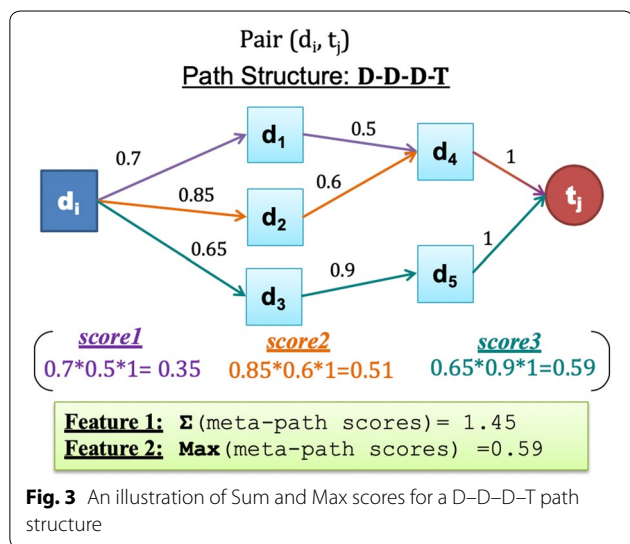 Pair (dᵢ, tⱼ)
Path Structure: D-D-D-T
0.7
d₁
0.5
d₄
1
dᵢ
0.85
d₂
0.6
tⱼ
0.65
d₃
0.9
d₅
1
score1 score2 score3
0.7*0.5*1= 0.35 0.85*0.6*1=0.51 0.65*0.9*1=0.59
Feature 1: Σ(meta-path scores)= 1.45
Feature 2: Max(meta-path scores) =0.59
Fig. 3 An illustration of Sum and Max scores for a D–D–D–T path
structure